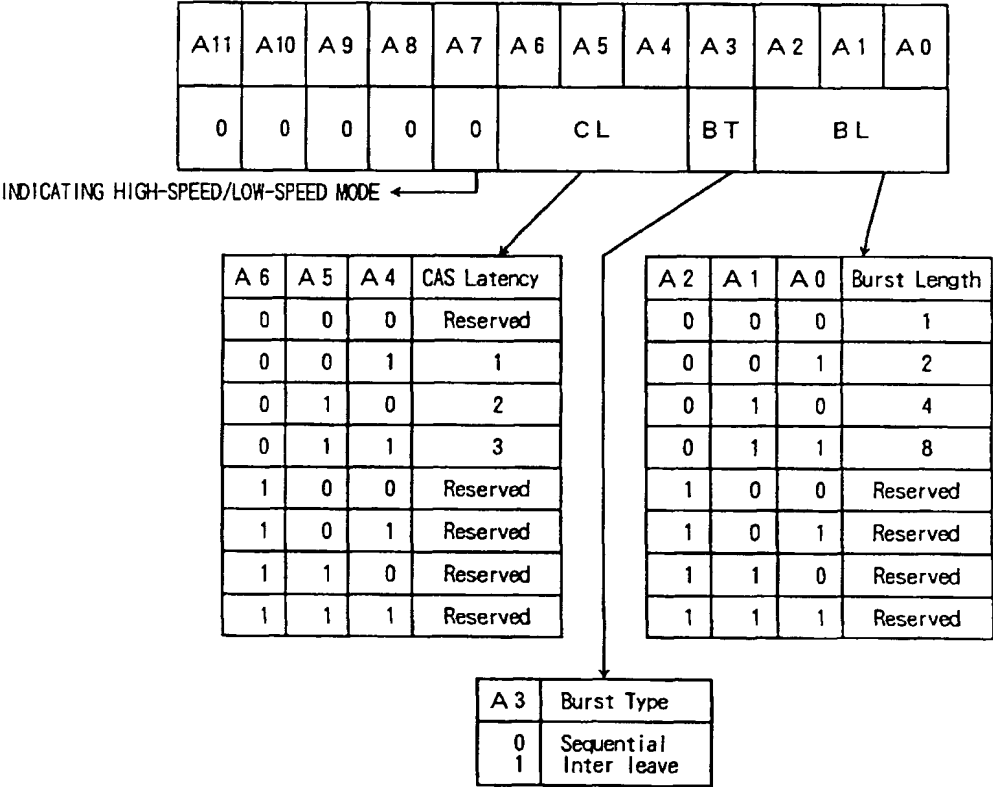 A11 A10 A9 A8 A7 A6 A5 A4 A3 A2 A1 A0
0 0 0 0 0 CL BT BL
INDICATING HIGH-SPEED/LOW-SPEED MODE
A6 A5 A4 CAS Latency
0 0 0 Reserved
0 0 1 1
0 1 0 2
0 1 1 3
1 0 0 Reserved
1 0 1 Reserved
1 1 0 Reserved
1 1 1 Reserved
A2 A1 A0 Burst Length
0 0 0 1
0 0 1 2
0 1 0 4
0 1 1 8
1 0 0 Reserved
1 0 1 Reserved
1 1 0 Reserved
1 1 1 Reserved
A3 Burst Type
0 Sequential
1 Inter leave